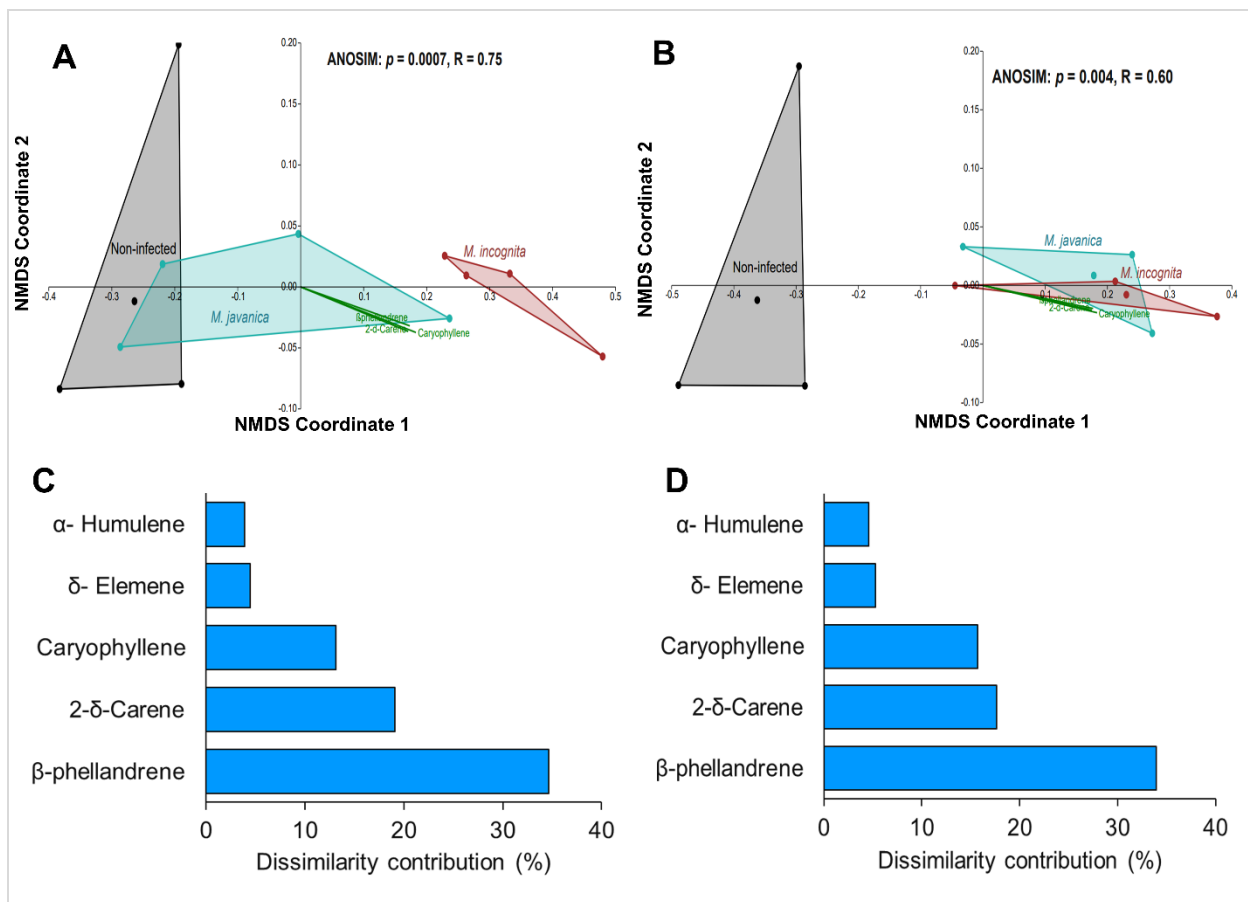 A
ANOSIM: p = 0.0007, R = 0.75
0.20
0.15
0.10
0.05
0.00
-0.05
-0.10
-0.4
-0.3
-0.2
-0.1
0.1
0.2
0.3
0.4
0.5
Non-infected
M. javanica
M. incognita
ßphellandrene
2-d-Carene
Caryophyllene
NMDS Coordinate 2
NMDS Coordinate 1
B
ANOSIM: p = 0.004, R = 0.60
0.20
0.15
0.10
0.05
0.00
-0.05
-0.10
-0.5
-0.4
-0.3
-0.2
-0.1
0.1
0.2
0.3
0.4
Non-infected
M. javanica
M. incognita
2-d-Carene
Caryophyllene
NMDS Coordinate 2
NMDS Coordinate 1
C
α- Humulene
δ- Elemene
Caryophyllene
2-δ-Carene
β-phellandrene
0 10 20 30 40
Dissimilarity contribution (%)
D
α- Humulene
δ- Elemene
Caryophyllene
2-δ-Carene
β-phellandrene
0 10 20 30 40
Dissimilarity contribution (%)